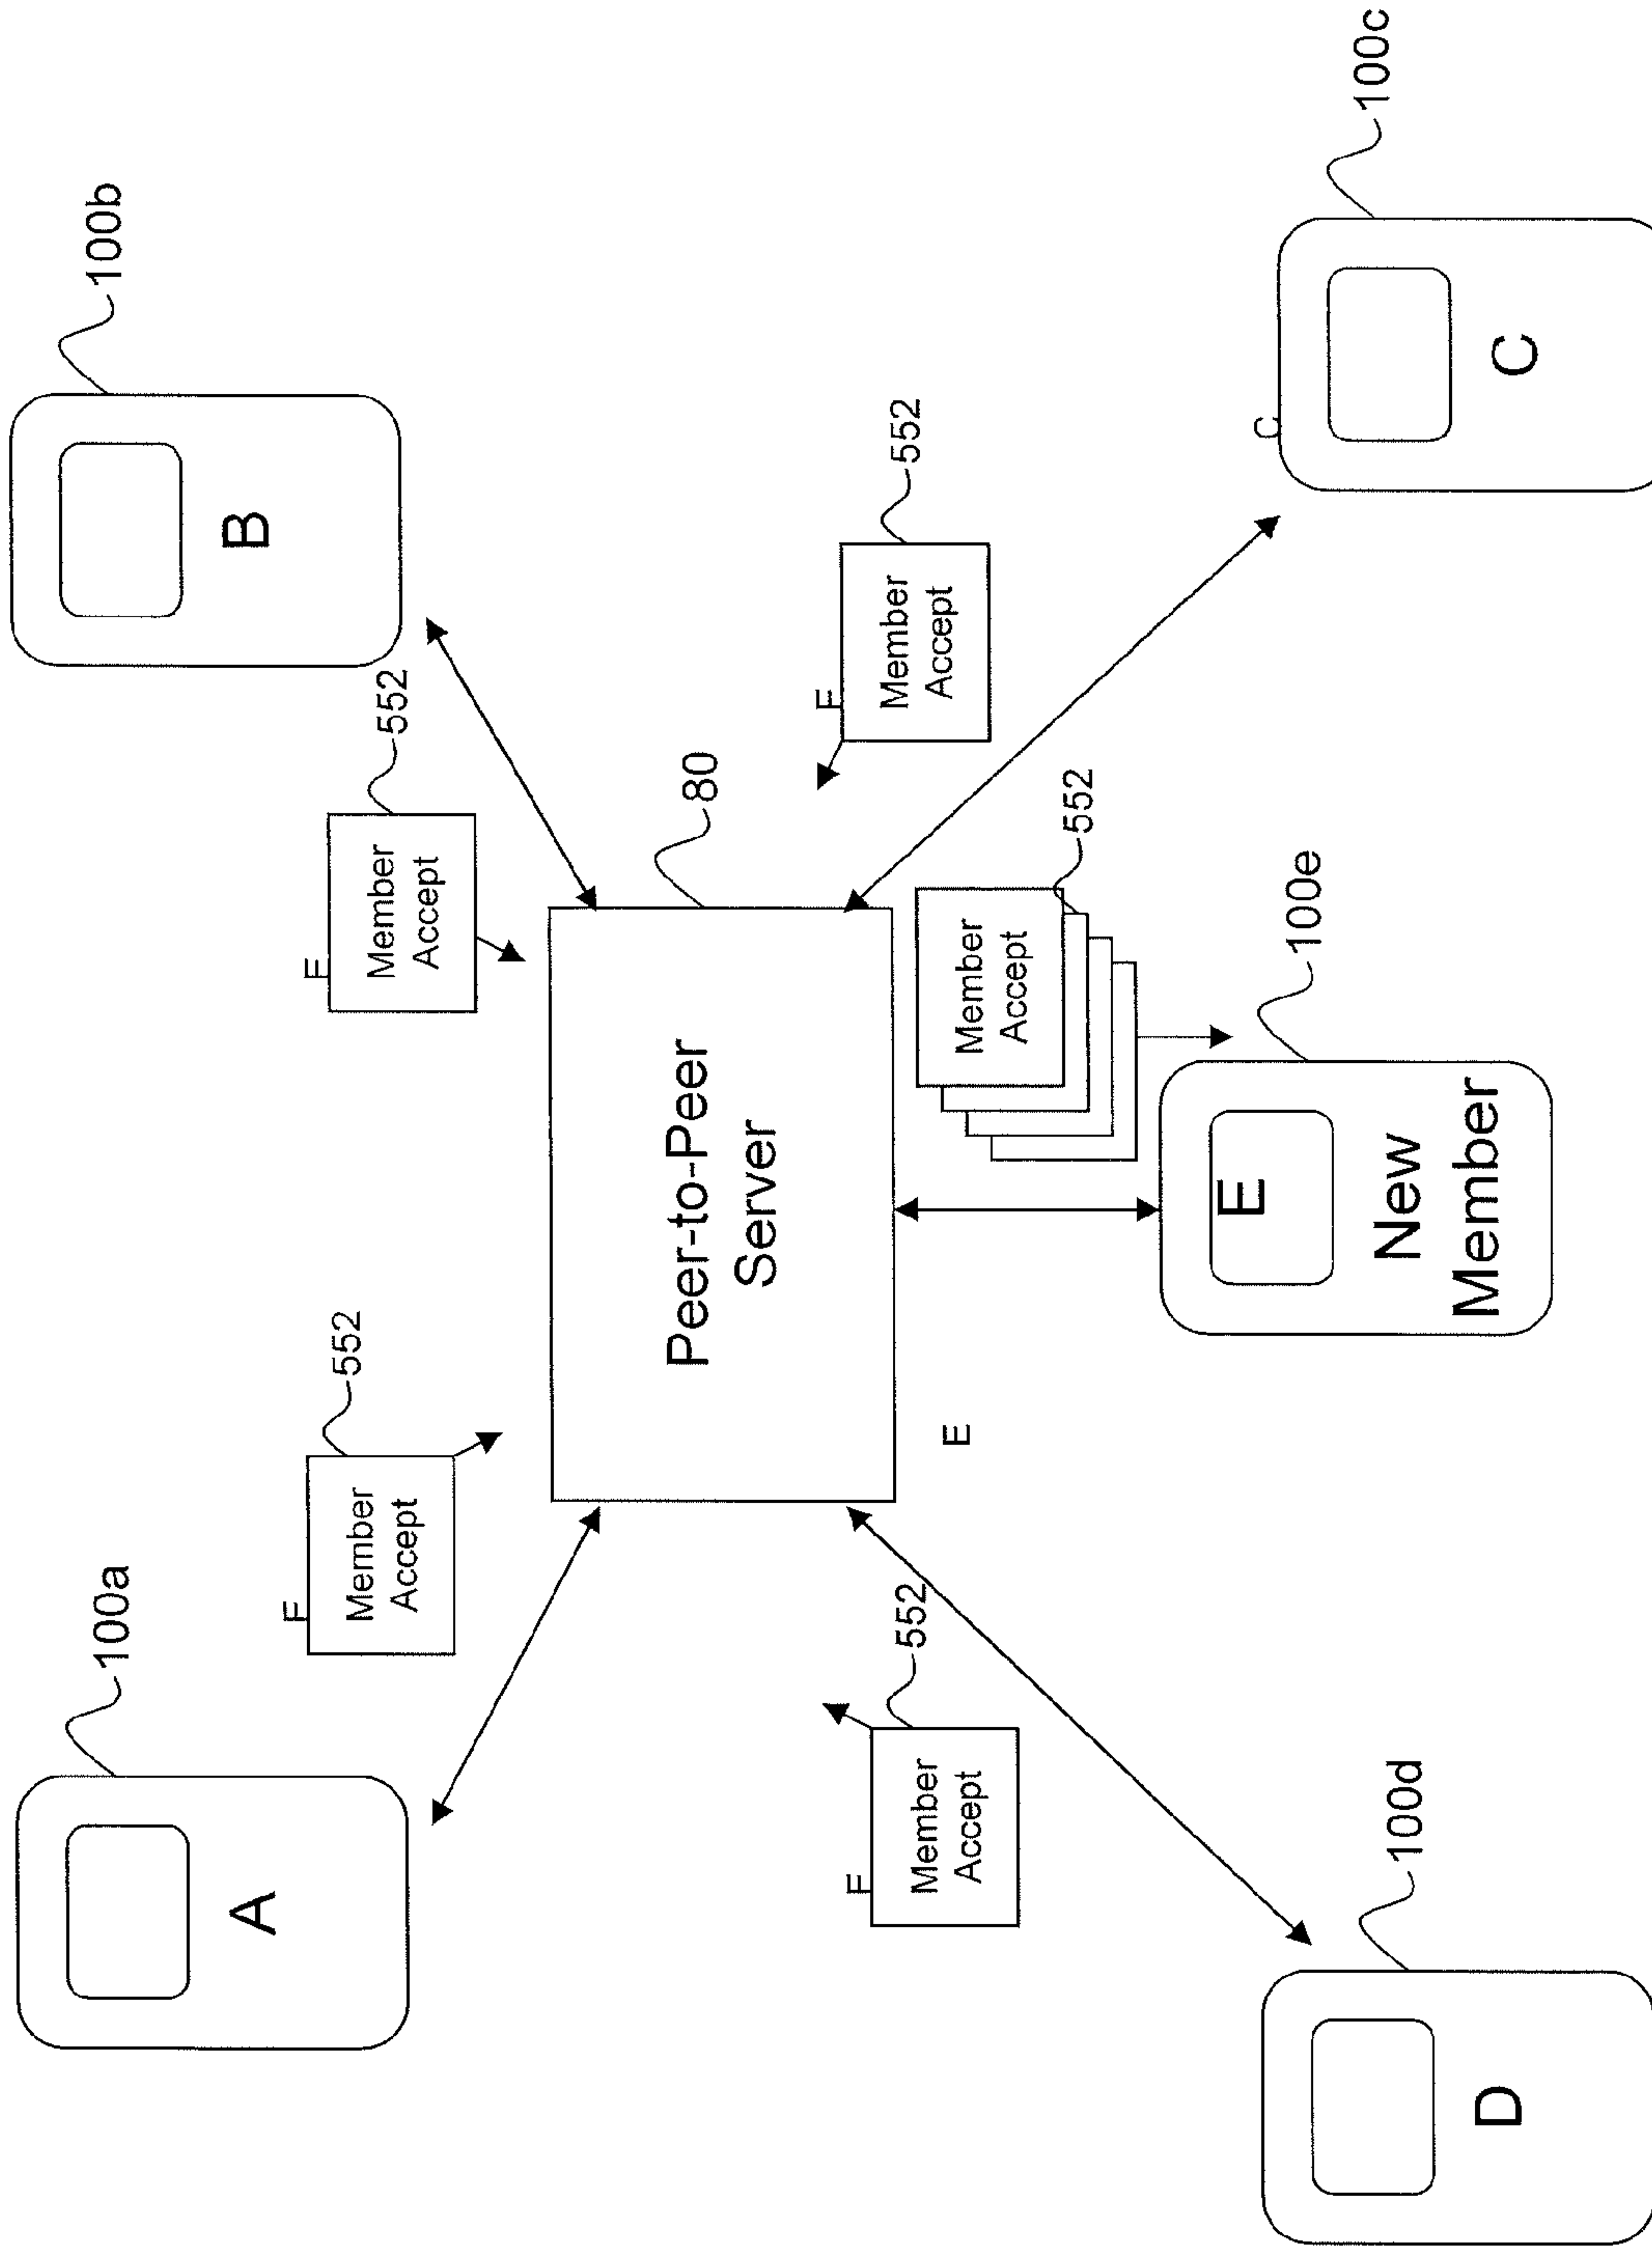 100a
100b
A
B
552
552
Member
Accept
Member
Accept
Peer-to-Peer
Server
80
552
552
Member
Accept
Member
Accept
E
Member
Accept
552
E
New
Member
100e
100d
100c
C
D
C